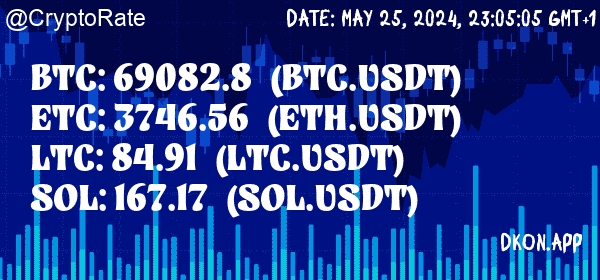 @CryptoRate
DATE: MAY 25, 2024, 23:05:05 GMT+1
BTC: 69082.8 (BTC.USDT)
ETC: 3746.56 (ETH.USDT)
LTC: 84.91 (LTC.USDT)
SOL: 167.17 (SOL.USDT)
DKON.APP